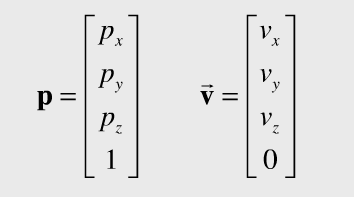 𝐩 = [p_x p_y p_z 1] v⃗ = [v_x v_y v_z 0]